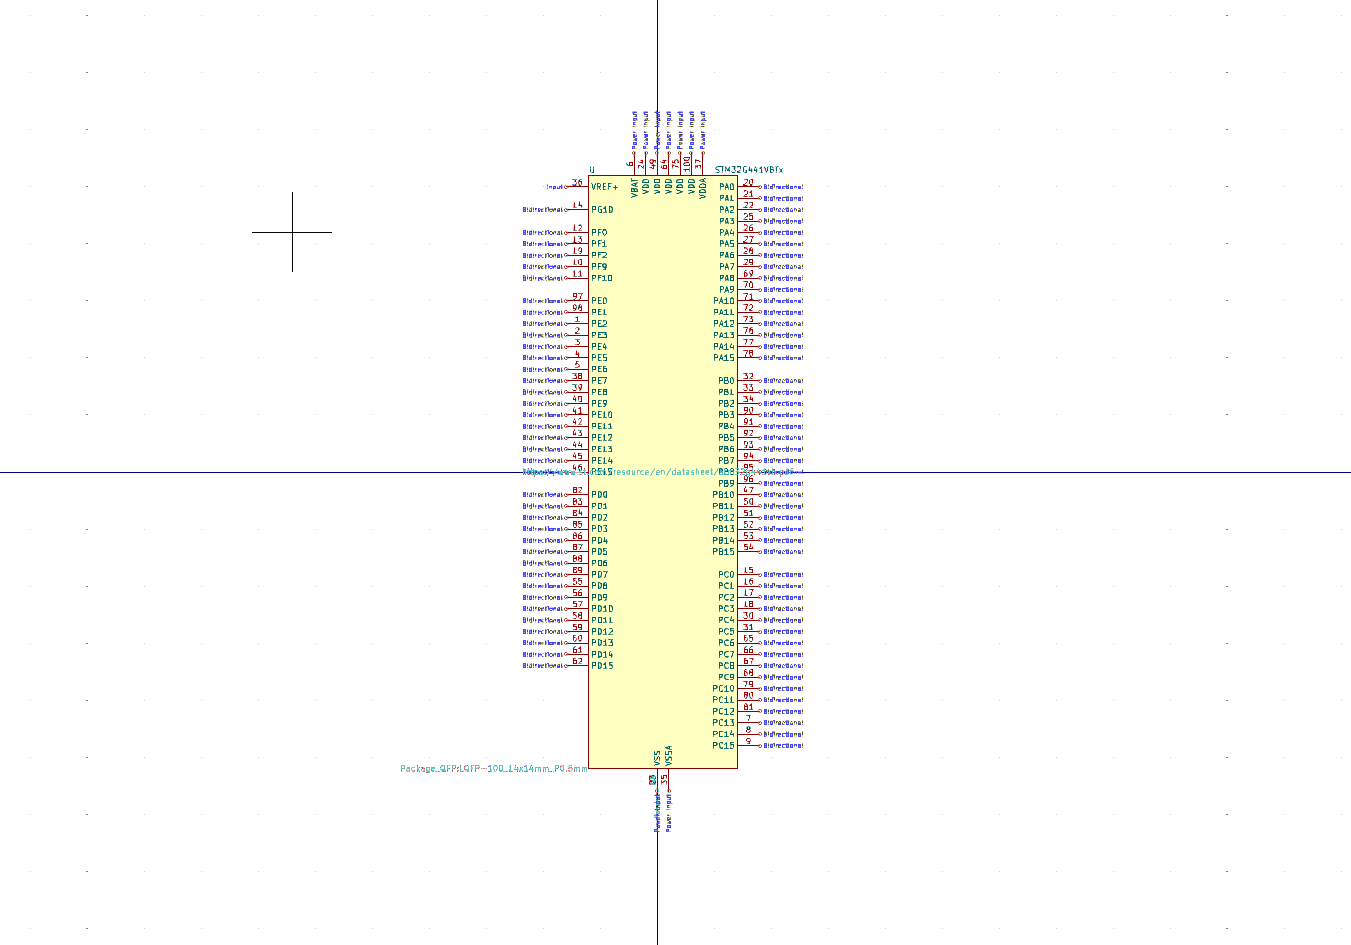 Power Input Power Input Power Input Power Input Power Input Power Input Power Input
6 24 49 64 75 100 37
U STM32G441VBTx
VBAT VDD VDD VDD VDD VDD VDDA
Input 36 VREF+ PA0 20 Bidirectional
PA1 21 Bidirectional
Bidirectional 14 PG10 PA2 22 Bidirectional
PA3 25 Bidirectional
Bidirectional 12 PF0 PA4 26 Bidirectional
Bidirectional 13 PF1 PA5 27 Bidirectional
Bidirectional 19 PF2 PA6 28 Bidirectional
Bidirectional 10 PF9 PA7 29 Bidirectional
Bidirectional 11 PF10 PA8 69 Bidirectional
PA9 70 Bidirectional
Bidirectional 97 PE0 PA10 71 Bidirectional
Bidirectional 98 PE1 PA11 72 Bidirectional
Bidirectional 1 PE2 PA12 73 Bidirectional
Bidirectional 2 PE3 PA13 76 Bidirectional
Bidirectional 3 PE4 PA14 77 Bidirectional
Bidirectional 4 PE5 PA15 78 Bidirectional
Bidirectional 5 PE6
Bidirectional 38 PE7 PB0 32 Bidirectional
Bidirectional 39 PE8 PB1 33 Bidirectional
Bidirectional 40 PE9 PB2 34 Bidirectional
Bidirectional 41 PE10 PB3 90 Bidirectional
Bidirectional 42 PE11 PB4 91 Bidirectional
Bidirectional 43 PE12 PB5 92 Bidirectional
Bidirectional 44 PE13 PB6 93 Bidirectional
Bidirectional 45 PE14 PB7 94 Bidirectional
46 PE15 resource/en/datasheet/ PB8 95
PB9 96 Bidirectional
Bidirectional 82 PD0 PB10 47 Bidirectional
Bidirectional 83 PD1 PB11 50 Bidirectional
Bidirectional 84 PD2 PB12 51 Bidirectional
Bidirectional 85 PD3 PB13 52 Bidirectional
Bidirectional 86 PD4 PB14 53 Bidirectional
Bidirectional 87 PD5 PB15 54 Bidirectional
Bidirectional 88 PD6
Bidirectional 89 PD7 PC0 15 Bidirectional
Bidirectional 55 PD8 PC1 16 Bidirectional
Bidirectional 56 PD9 PC2 17 Bidirectional
Bidirectional 57 PD10 PC3 18 Bidirectional
Bidirectional 58 PD11 PC4 30 Bidirectional
Bidirectional 59 PD12 PC5 31 Bidirectional
Bidirectional 60 PD13 PC6 65 Bidirectional
Bidirectional 61 PD14 PC7 66 Bidirectional
Bidirectional 62 PD15 PC8 67 Bidirectional
PC9 68 Bidirectional
PC10 79 Bidirectional
PC11 80 Bidirectional
PC12 81 Bidirectional
PC13 7 Bidirectional
PC14 8 Bidirectional
PC15 9 Bidirectional
VSS VSSA
Package_QFP:LQFP-100_14x14mm_P0.5mm
35
Power Input